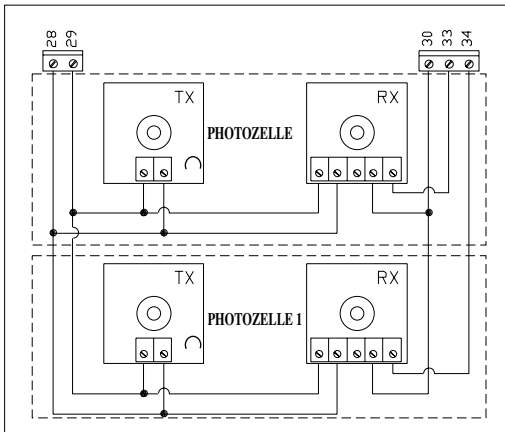 28 29 30 33 34
TX RX
PHOTOZELLE
TX RX
PHOTOZELLE 1